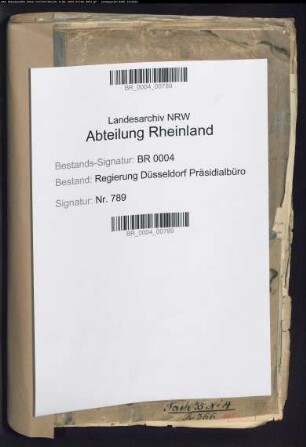 BR_0004_00789
Landesarchiv NRW
Abteilung Rheinland
Bestands-Signatur: BR 0004
Bestand: Regierung Düsseldorf Präsidialbüro
Signatur: Nr. 789
BR_0004_00789